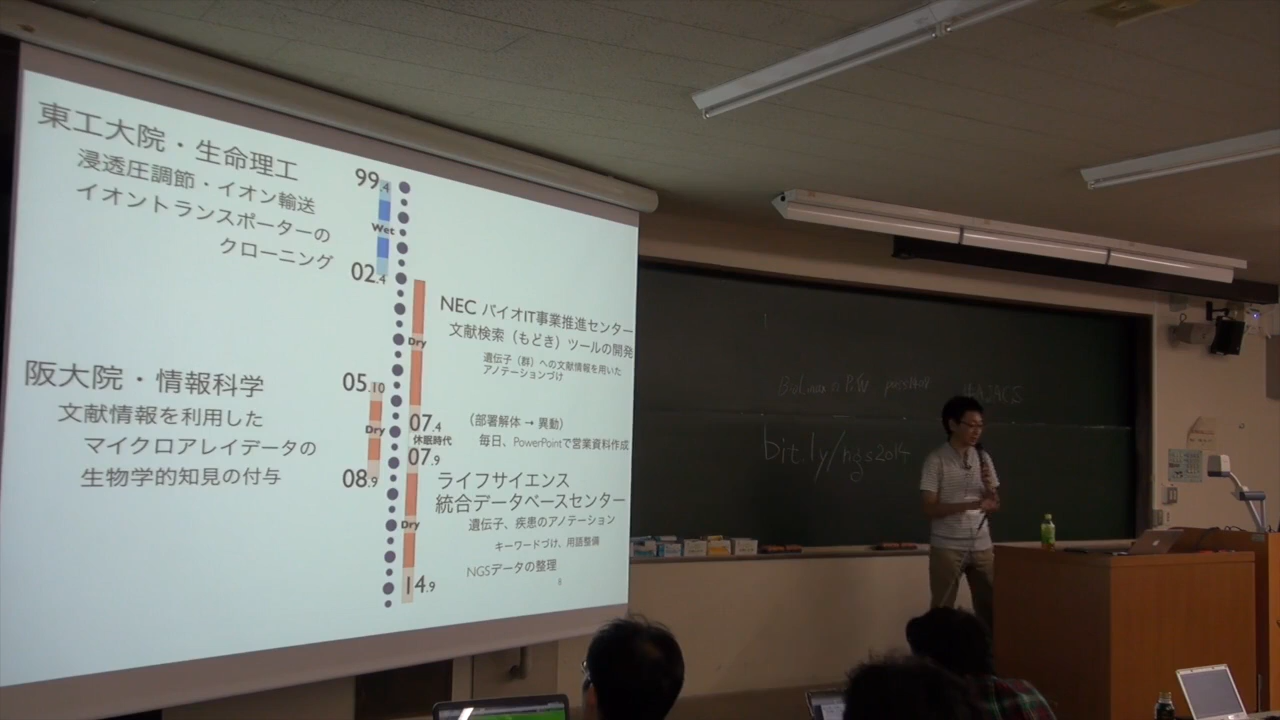 東工大院・生命理工
浸透圧調節・イオン輸送
イオントランスポーターの
クローニング
99.4
Wet
02.4
NEC バイオIT事業推進センター
文献検索（もどき）ツールの開発
遺伝子（群）への文献情報を用いた
アノテーションづけ
Dry
阪大院・情報科学
文献情報を利用した
マイクロアレイデータの
生物学的知見の付与
05.10
Dry
08.9
07.4
休眠時代
07.9
（部署解体 → 異動）
毎日、PowerPointで営業資料作成
ライフサイエンス
統合データベースセンター
遺伝子、疾患のアノテーション
キーワードづけ、用語整備
NGSデータの整理
Dry
14.9
8
bit.ly/ngs2014